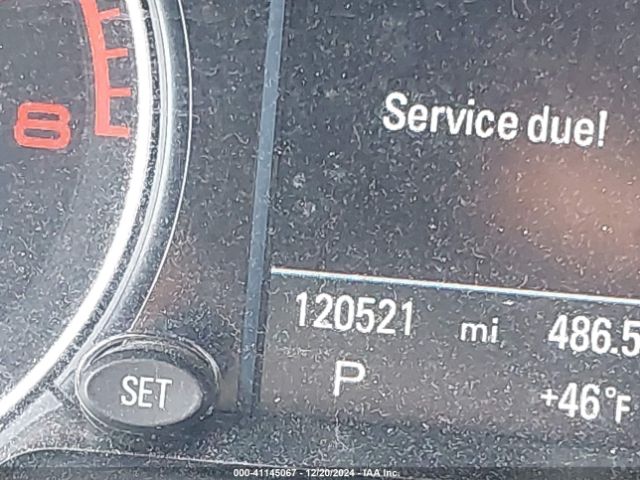 8
Service due!
120521 mi 486.5
P
+46°F
SET
000-41145067 - 12/20/2024 - IAA Inc.